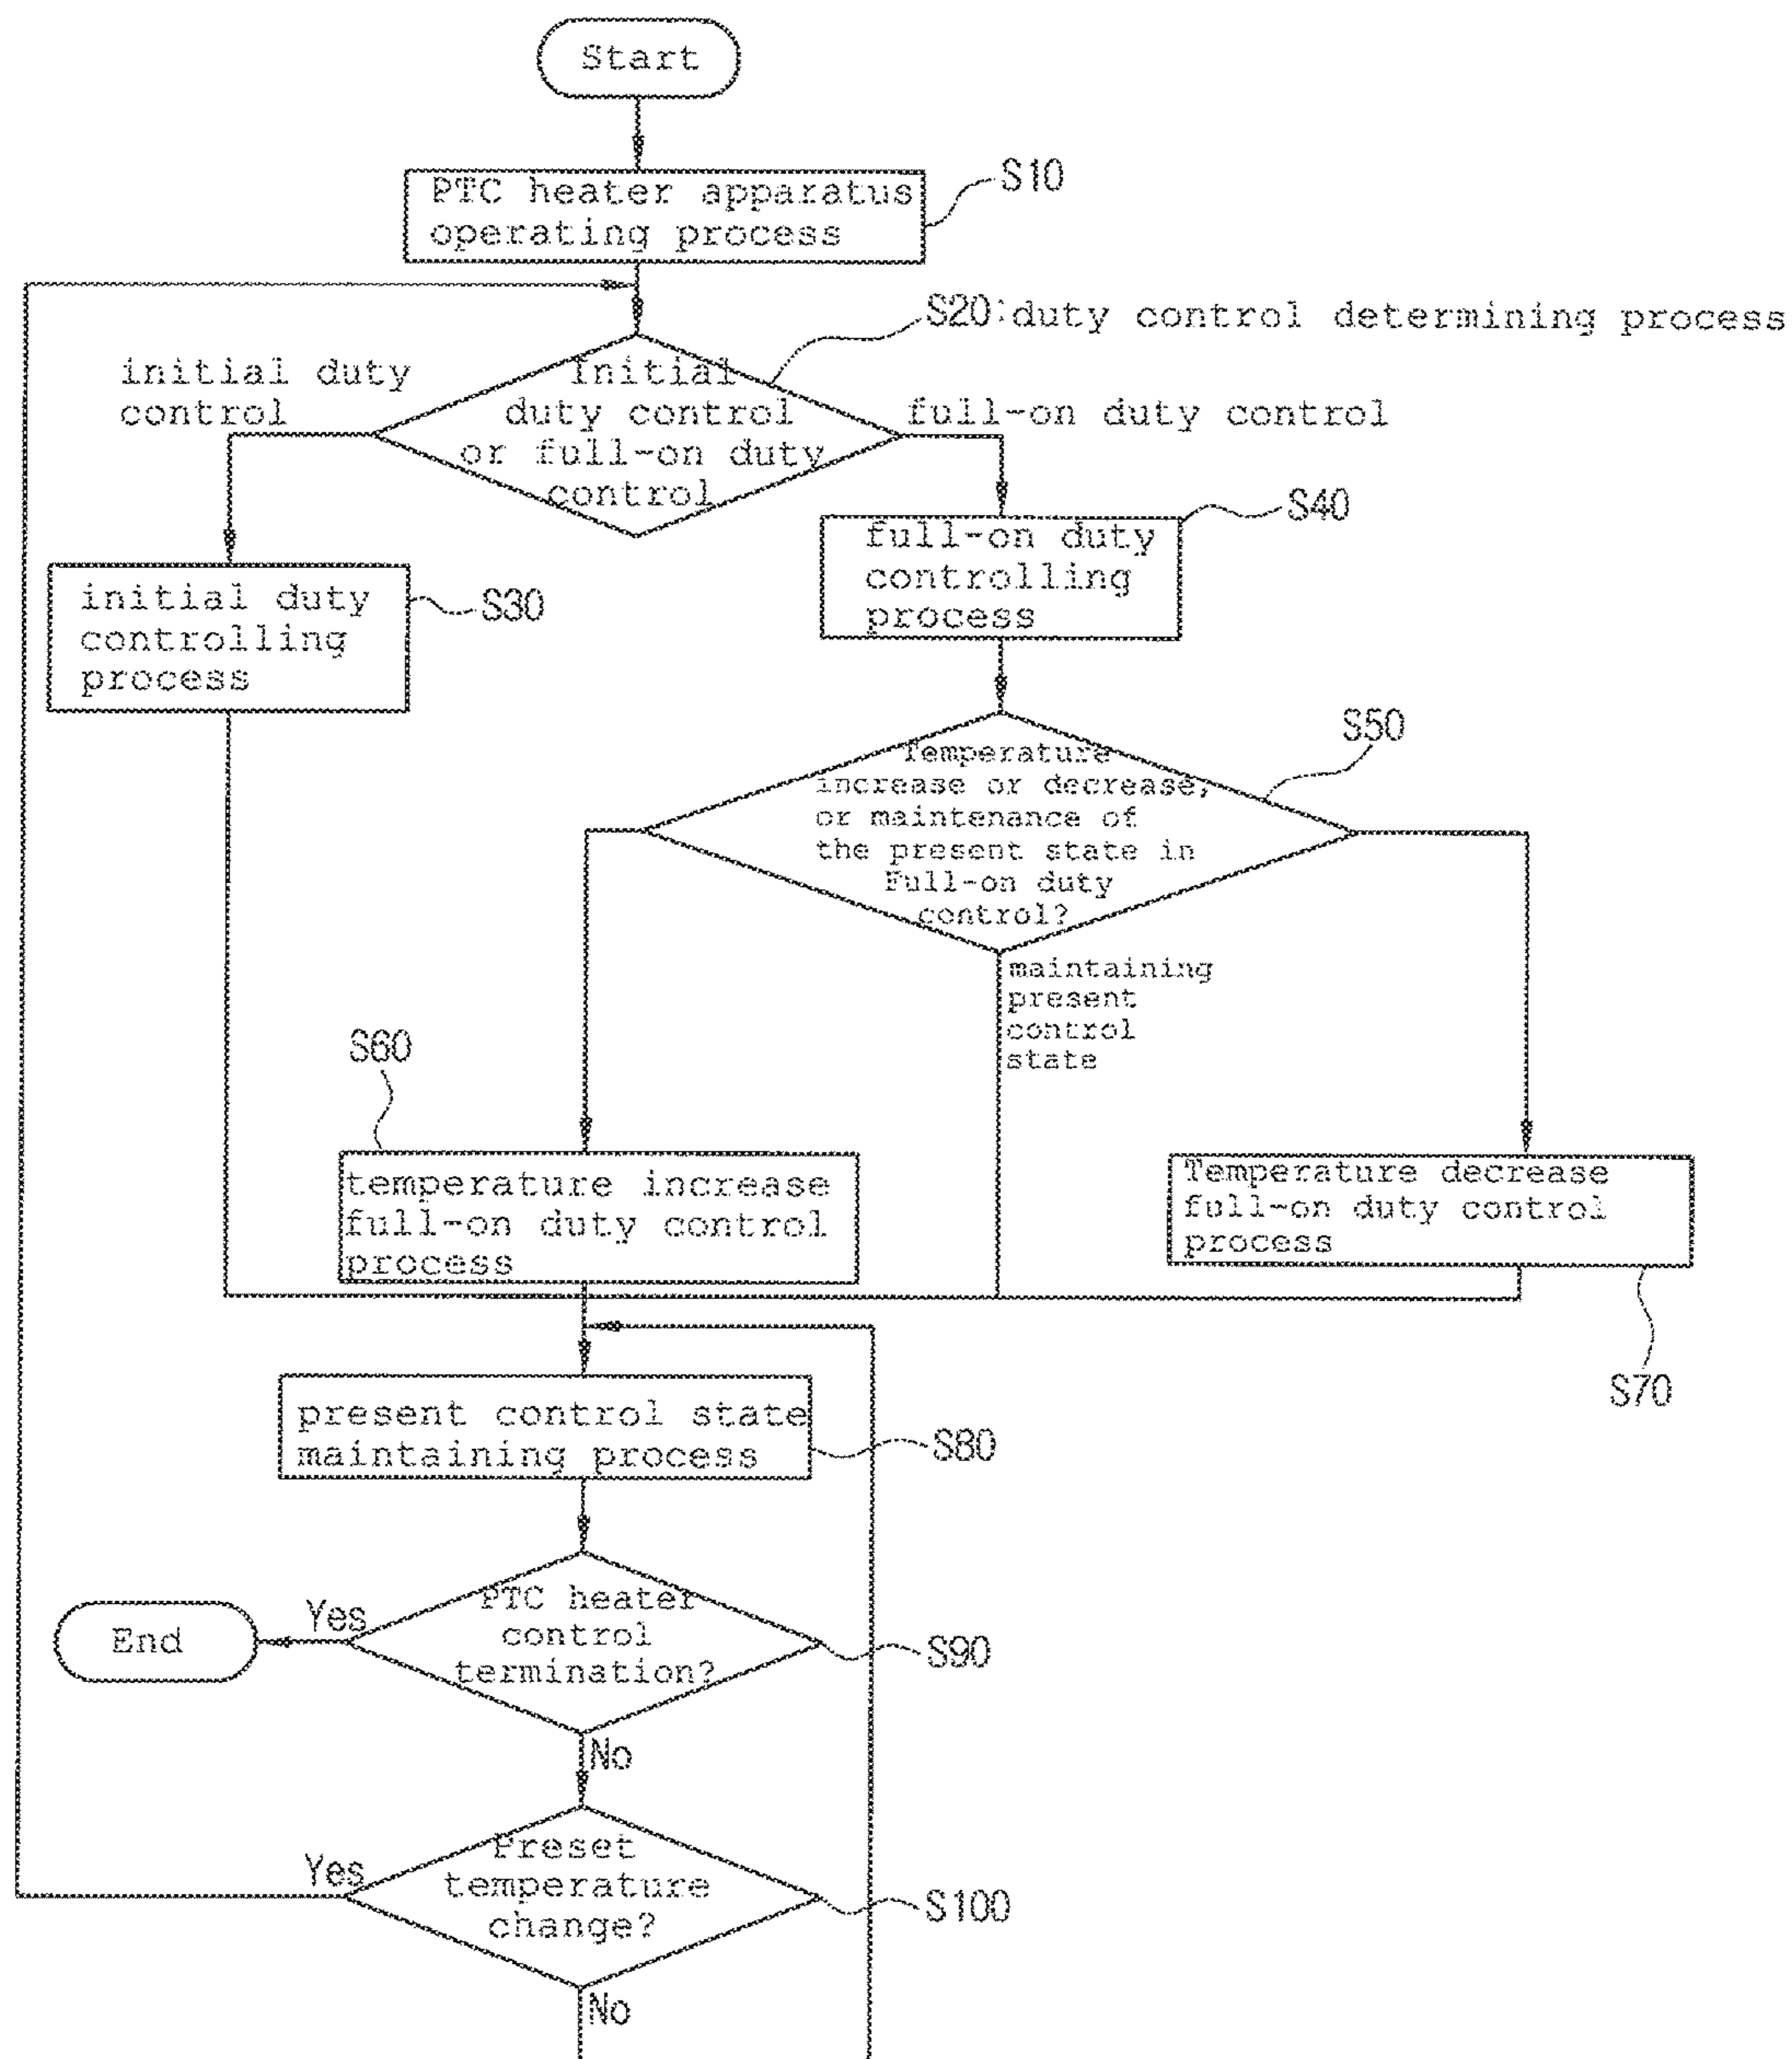 Start
PTC heater apparatus
operating process
S10
S20:duty control determining process
initial duty
control
Initial
duty control
or full-on duty
control
full-on duty control
S30
initial duty
controlling
process
S40
full-on duty
controlling
process
S50
Temperature
increase or decrease,
or maintenance of
the present state in
Full-on duty
control?
maintaining
present
control
state
S60
temperature increase
full-on duty control
process
Temperature decrease
full-on duty control
process
S70
present control state
maintaining process
S80
PTC heater
control
termination?
S90
Yes
End
No
Preset
temperature
change?
S100
Yes
No